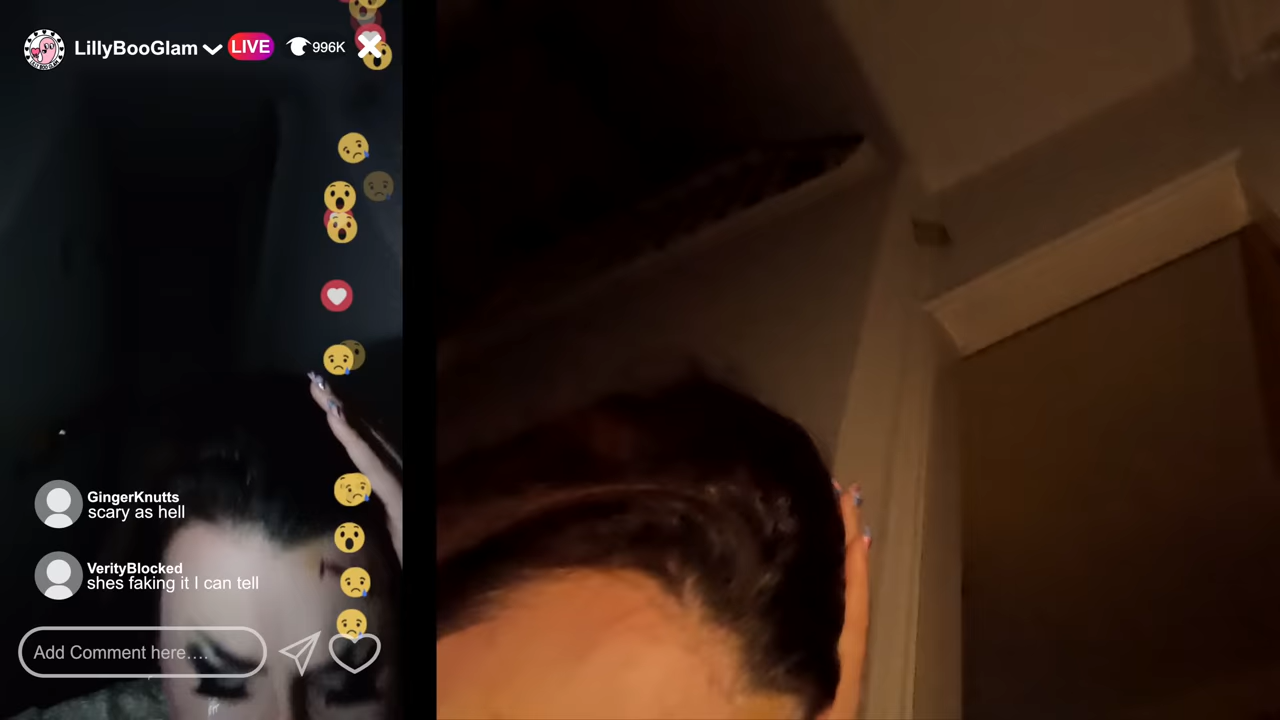 LillyBooGlam
LIVE
996K
GingerKnutts
scary as hell
VerityBlocked
shes faking it I can tell
Add Comment here....